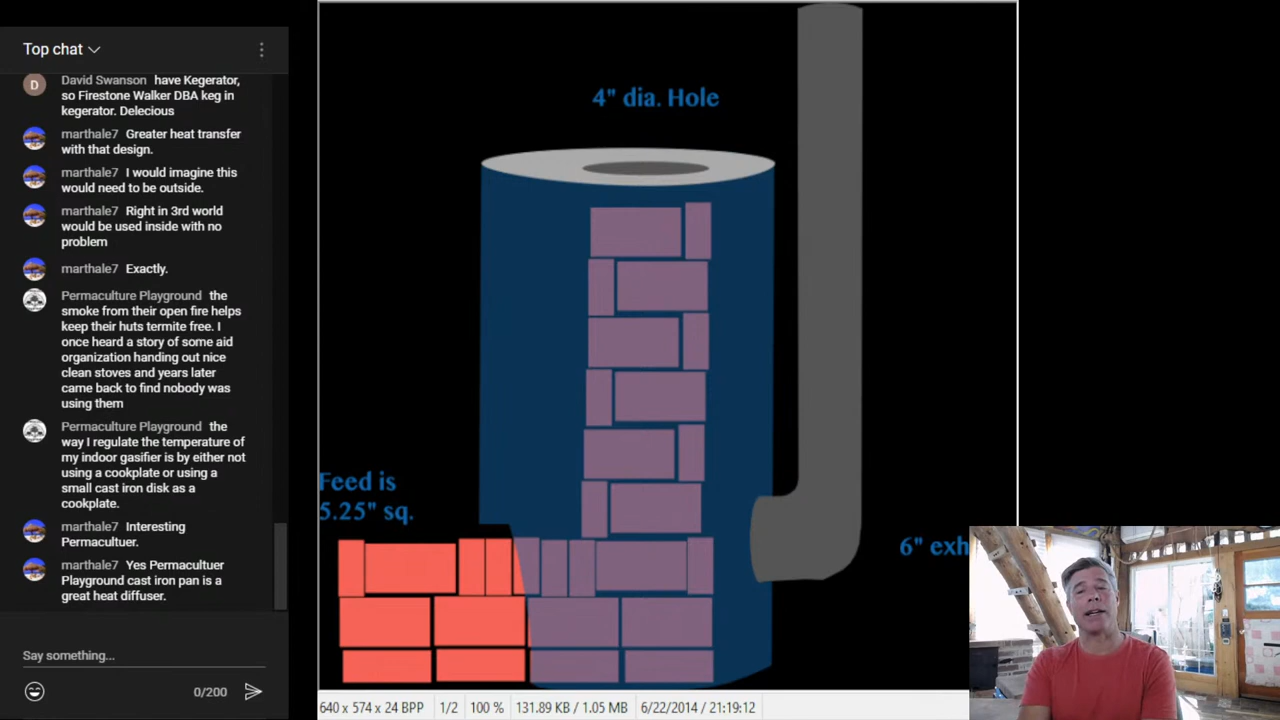 Top chat
David Swanson have Kegerator,
so Firestone Walker DBA keg in
kegerator. Delecious
marthale7 Greater heat transfer
with that design.
marthale7 I would imagine this
would need to be outside.
marthale7 Right in 3rd world
would be used inside with no
problem
marthale7 Exactly.
Permaculture Playground the
smoke from their open fire helps
keep their huts termite free. I
once heard a story of some aid
organization handing out nice
clean stoves and years later
came back to find nobody was
using them
Permaculture Playground the
way I regulate the temperature of
my indoor gasifier is by either not
using a cookplate or using a
small cast iron disk as a
cookplate.
marthale7 Interesting
Permacultuer.
marthale7 Yes Permacultuer
Playground cast iron pan is a
great heat diffuser.
Say something...
0/200
D
4" dia. Hole
Feed is
5.25" sq.
6" exh
640 x 574 x 24 BPP 1/2 100 % 131.89 KB / 1.05 MB 6/22/2014 / 21:19:12